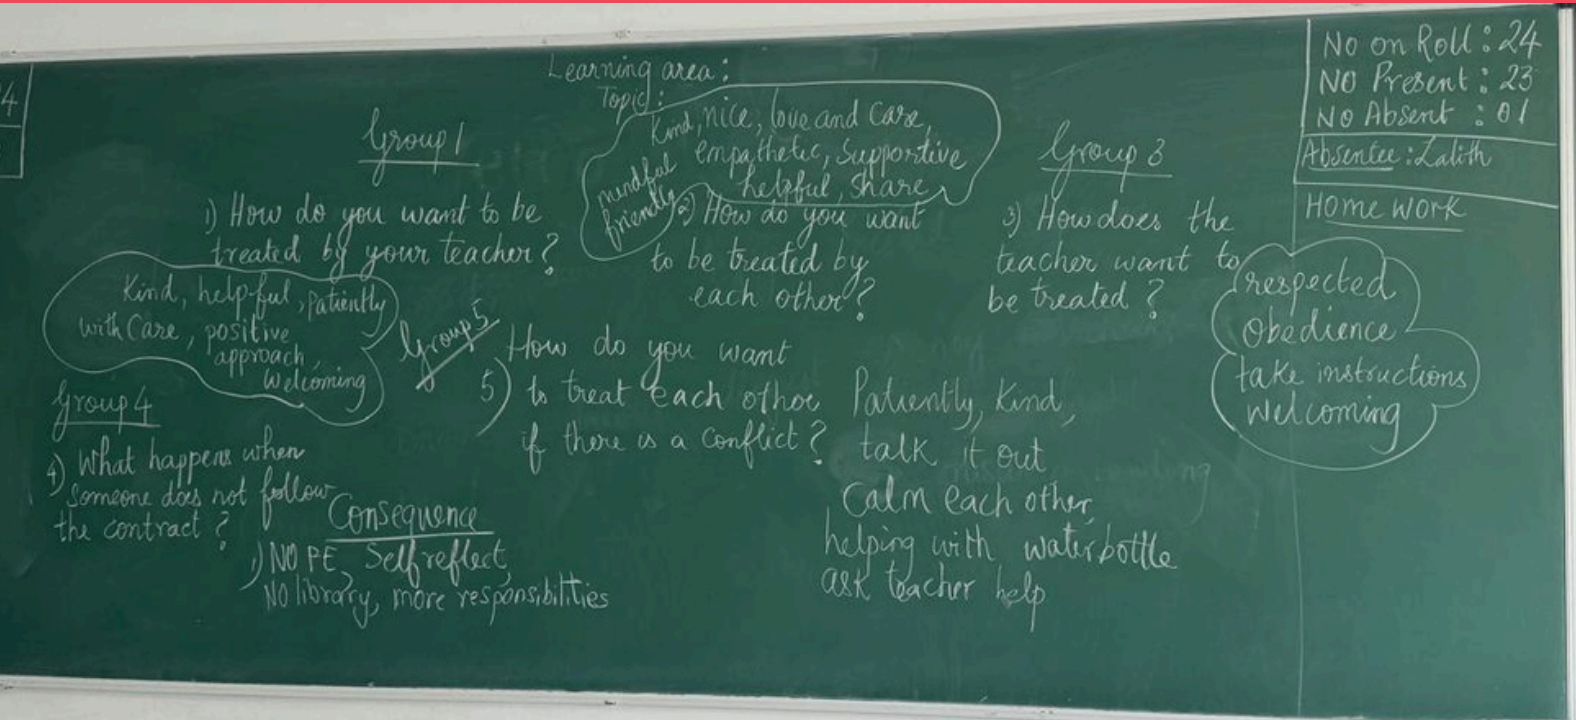 4
Learning area:
Topic:
No on Roll: 24
No Present: 23
No Absent: 01
Absentee: Lalith
Home work
Group 1
1) How do you want to be
treated by your teacher?
Kind, helpful, patiently
with Care, positive
approach,
Welcoming
Kind, nice, love and care,
empathetic, supportive
helpful, share
mindful
friendly
2) How do you want
to be treated by
each other?
Group 3
3) How does the
teacher want to
be treated?
respected
obedience
take instructions
Welcoming
Group 4
4) What happens when
someone does not follow
the contract?
Consequence
1) NO PE, Self reflect,
No library, more responsibilities
Group 5
5) How do you want
to treat each other
if there is a conflict?
Patiently, kind,
talk it out
Calm each other,
helping with waterbottle
ask teacher help